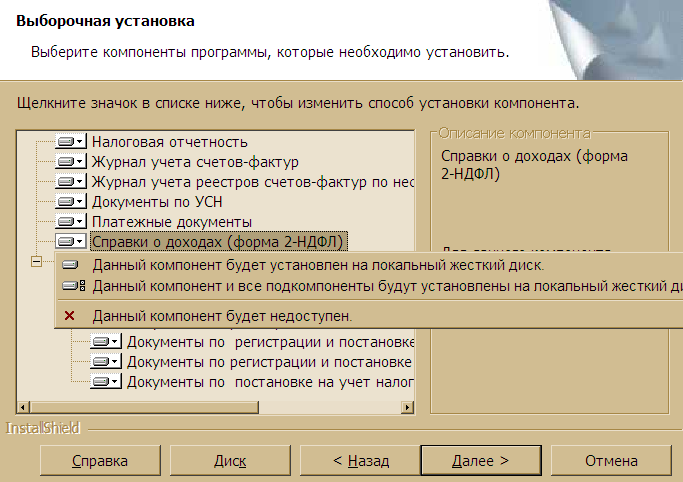 Выборочная установка
Выберите компоненты программы, которые необходимо установить.
Щелкните значок в списке ниже, чтобы изменить способ установки компонента.
Налоговая отчетность
Журнал учета счетов-фактур
Журнал учета реестров счетов-фактур по нес
Документы по УСН
Платежные документы
Справки о доходах (форма 2-НДФЛ)
Описание компонента
Справки о доходах (форма
2-НДФЛ)
Данный компонент будет установлен на локальный жесткий диск.
Данный компонент и все подкомпоненты будут установлены на локальный жесткий ди
Данный компонент будет недоступен.
Документы по регистрации и постановке
Документы по регистрации и постановке
Документы по постановке на учет налог
InstallShield
Справка
Диск
< Назад
Далее >
Отмена